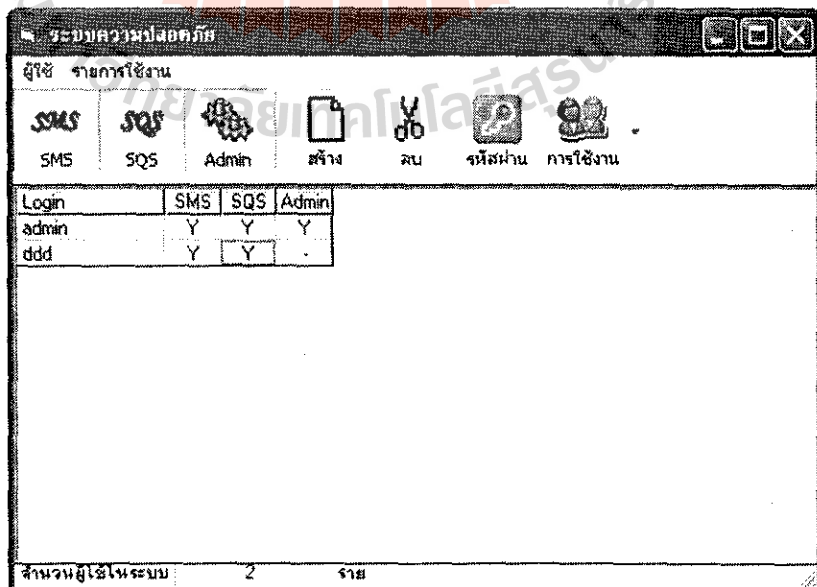 ระบบความปลอดภัย
ผู้ใช้ รายการใช้งาน
SMS SQS
SMS SQS Admin สร้าง ลบ รหัสผ่าน การใช้งาน
Login SMS SQS Admin
admin Y Y Y
ddd Y Y .
จำนวนผู้ใช้ในระบบ 2 ราย